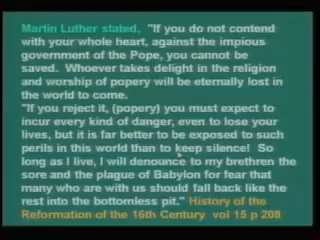 Martin Luther stated,  "If you do not contend
with your whole heart, against the impious
government of the Pope, you cannot be
saved.  Whoever takes delight in the religion
and worship of popery will be eternally lost in
the world to come.
"If you reject it, (popery) you must expect to
incur every kind of danger, even to lose your
lives, but it is far better to be exposed to such
perils in this world than to keep silence!  So
long as I live, I will denounce to my brethren the
sore and the plague of Babylon for fear that
many who are with us should fall back like the
rest into the bottomless pit." History of the
Reformation of the 16th Century  vol 15 p 208